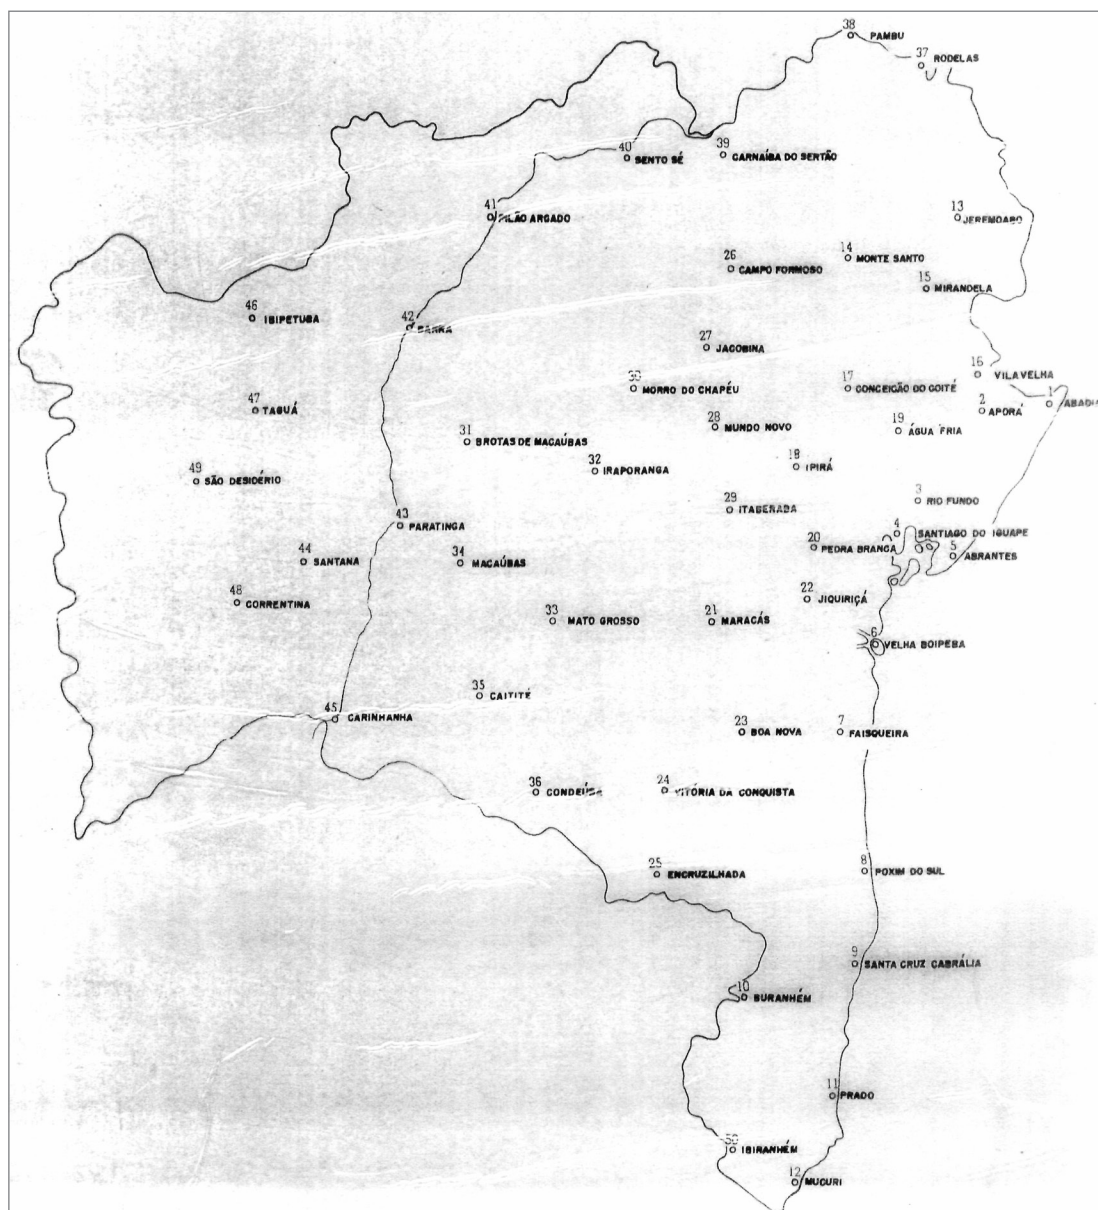 38
PAMBU
37
RODELAS
39
CARNAÍBA DO SERTÃO
40
SENTO SÉ
41
PILÃO ARCADO
13
JEREMOABO
14
MONTE SANTO
26
CAMPO FORMOSO
15
MIRANDELA
46
IBIPETUBA
42
BARRA
27
JACOBINA
16
VILA VELHA
30
MORRO DO CHAPÉU
17
CONCEIÇÃO DO COITÉ
1
ABADIA
2
APORÁ
47
TAGUÁ
28
MUNDO NOVO
19
ÁGUA FRIA
31
BROTAS DE MACAÚBAS
32
IRAPORANGA
18
IPIRÁ
49
SÃO DESIDÉRIO
3
RIO FUNDO
29
ITABERABA
43
PARATINGA
4
SANTIAGO DO IGUAPE
20
PEDRA BRANCA
5
ABRANTES
44
SANTANA
34
MACAÚBAS
48
CORRENTINA
22
JIQUIRIÇÁ
33
MATO GROSSO
21
MARACÁS
6
VELHA BOIPEBA
35
CAITITÉ
45
CARINHANHA
23
BOA NOVA
7
FAISQUEIRA
36
CONDEÚBA
24
VITÓRIA DA CONQUISTA
25
ENCRUZILHADA
8
POXIM DO SUL
9
SANTA CRUZ CABRÁLIA
10
BURANHÉM
11
PRADO
50
IBIRANHÉM
12
MUCURI